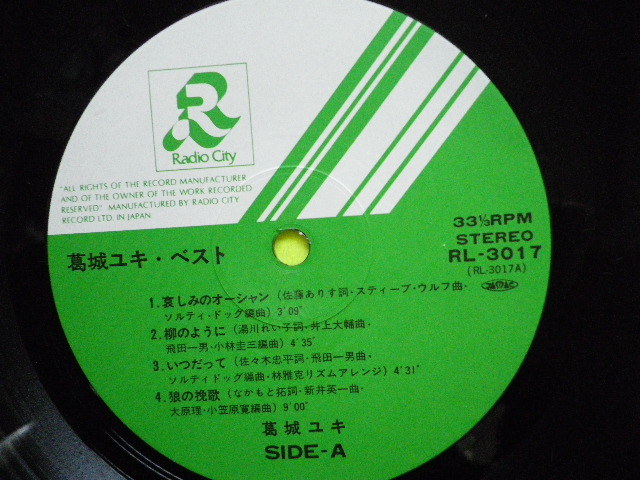 R
Radio City
"ALL RIGHTS OF THE RECORD MANUFACTURER
AND OF THE OWNER OF THE WORK RECORDED
RESERVED". MANUFACTURED BY RADIO CITY
RECORD LTD. IN JAPAN.
33⅓RPM
STEREO
RL-3017
(RL-3017A)
葛城ユキ・ベスト
1.哀しみのオーシャン(佐藤ありす詞・スティーブ・ウルフ曲・
ソルティ・ドッグ編曲) 3'09"
2.柳のように(湯川れい子詞・井上大輔曲・
飛田一男・小林圭三編曲) 4'35"
3.いつだって(佐々木忠平詞・飛田一男曲・
ソルティドッグ編曲・林雅克リズムアレンジ) 4'31"
4.狼の挽歌(なかもと拓詞・新井英一曲・
大原理・小笠原寛編曲) 9'00"
葛城ユキ
SIDE-A